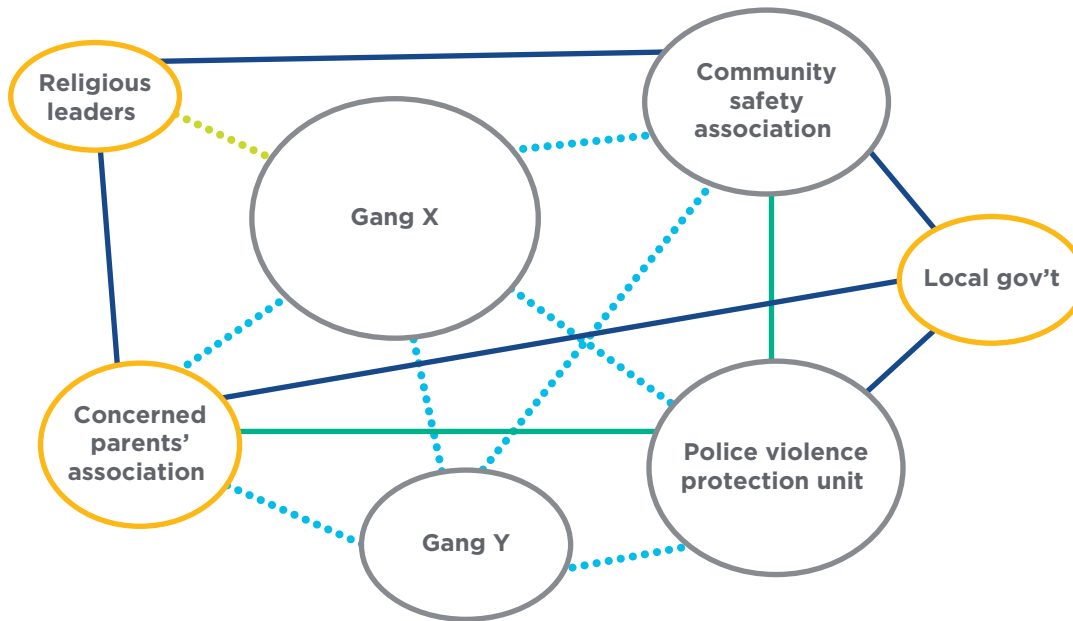 Religious
leaders
Community
safety
association
Gang X
Local gov't
Concerned
parents’
association
Police violence
protection unit
Gang Y